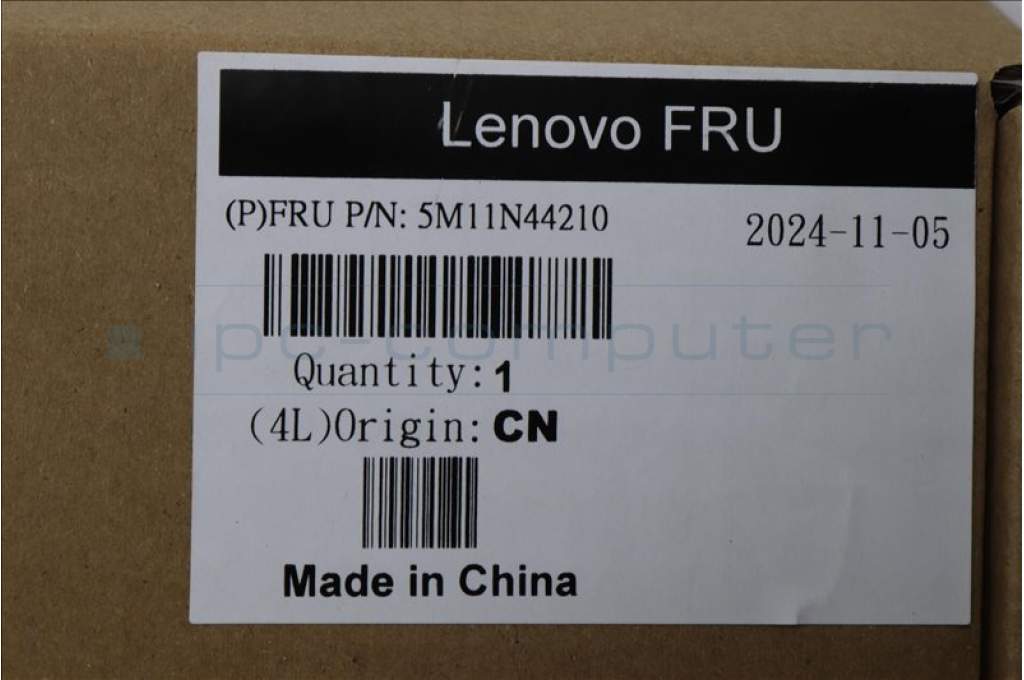 Lenovo FRU
(P)FRU P/N: 5M11N44210
2024-11-05
pc-computer
Quantity: 1
(4L)Origin: CN
Made in China